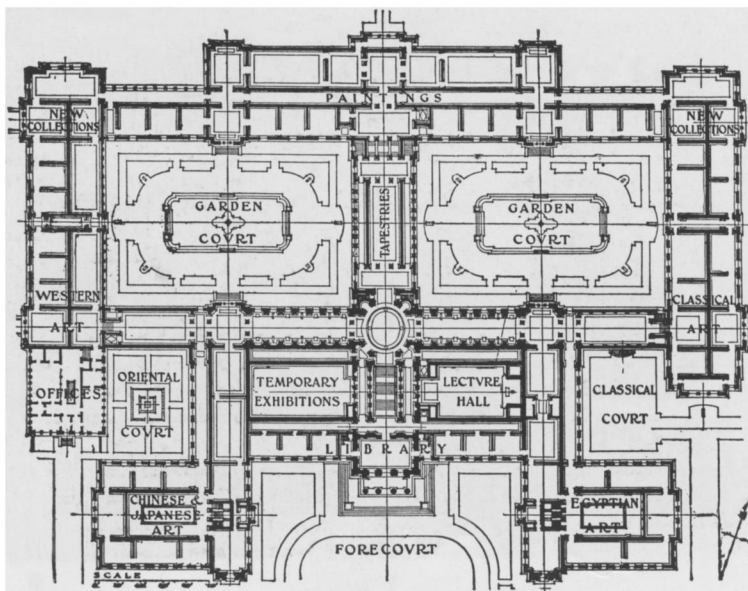 PAINTINGS
NEW
COLLECTIONS
NEW
COLLECTIONS
GARDEN
COVRT
TAPESTRIES
GARDEN
COVRT
WESTERN
ART
CLASSICAL
ART
OFFICES
ORIENTAL
COVRT
TEMPORARY
EXHIBITIONS
LECTVRE
HALL
CLASSICAL
COVRT
LIBRARY
CHINESE &
JAPANESE
ART
EGYPTIAN
ART
FORECOVRT
SCALE